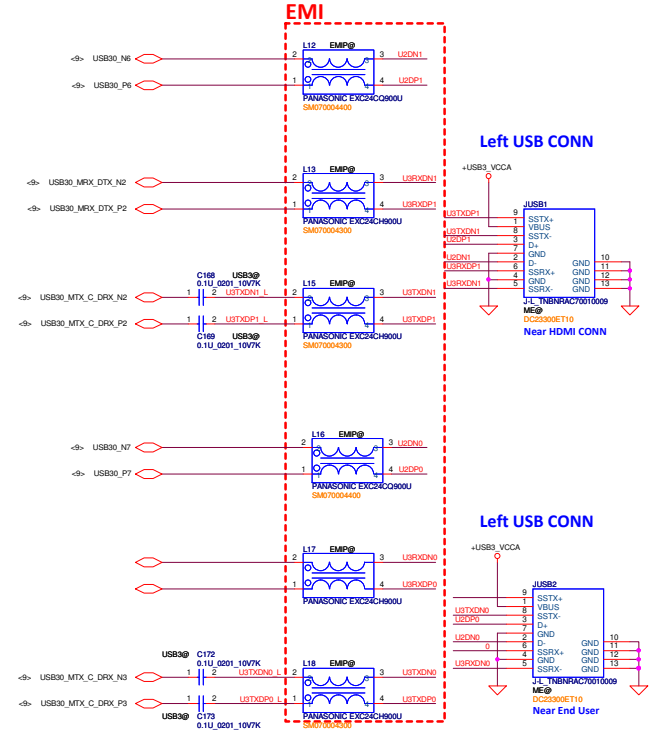 EMI
L12 EMIP@
<9> USB30_N6 2 3 U2DN1
<9> USB30_P6 1 4 U2DP1
PANASONIC EXC24CQ900U
SM070004400
L13 EMIP@
<9> USB30_MRX_DTX_N2 2 3 U3RXDN1
<9> USB30_MRX_DTX_P2 1 4 U3RXDP1
PANASONIC EXC24CH900U
SM070004300
C168 USB3@
0.1U_0201_10V7K
L15 EMIP@
<9> USB30_MTX_C_DRX_N2 1 2 U3TXDN1_L 2 3 U3TXDN1
<9> USB30_MTX_C_DRX_P2 1 2 U3TXDP1_L 1 4 U3TXDP1
C169 USB3@
0.1U_0201_10V7K
PANASONIC EXC24CH900U
SM070004300
Left USB CONN
+USB3_VCCA
JUSB1
U3TXDP1 9 SSTX+
1 VBUS
U3TXDN1 8 SSTX-
U2DP1 3 D+
7 GND
U2DN1 2 D- GND 10
U3RXDP1 6 SSRX+ GND 11
4 GND GND 12
U3RXDN1 5 SSRX- GND 13
J-L_TNBNRAC70010009
ME@
DC23300ET10
Near HDMI CONN
L16 EMIP@
<9> USB30_N7 2 3 U2DN0
<9> USB30_P7 1 4 U2DP0
PANASONIC EXC24CQ900U
SM070004400
L17 EMIP@
2 3 U3RXDN0
1 4 U3RXDP0
PANASONIC EXC24CH900U
USB3@ C172
0.1U_0201_10V7K
L18 EMIP@
<9> USB30_MTX_C_DRX_N3 1 2 U3TXDN0_L 2 3 U3TXDN0
<9> USB30_MTX_C_DRX_P3 1 2 U3TXDP0_L 1 4 U3TXDP0
USB3@ C173
0.1U_0201_10V7K
PANASONIC EXC24CH900U
SM070004300
Left USB CONN
+USB3_VCCA
JUSB2
9 SSTX+
1 VBUS
U3TXDN0 8 SSTX-
U2DP0 3 D+
7 GND
U2DN0 2 D- GND 10
0 6 SSRX+ GND 11
4 GND GND 12
U3RXDN0 5 SSRX- GND 13
J-L_TNBNRAC70010009
ME@
DC23300ET10
Near End User